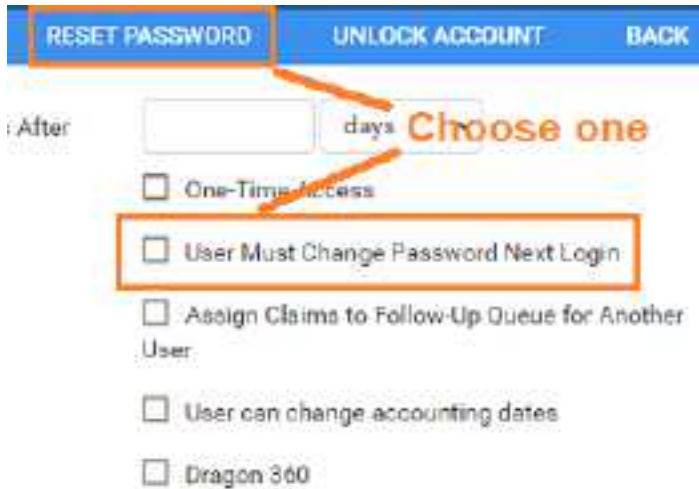 RESET PASSWORD UNLOCK ACCOUNT BACK
After days Choose one
One-Time Access
User Must Change Password Next Login
Assign Claims to Follow-Up Queue for Another
User
User can change accounting dates
Dragon 360